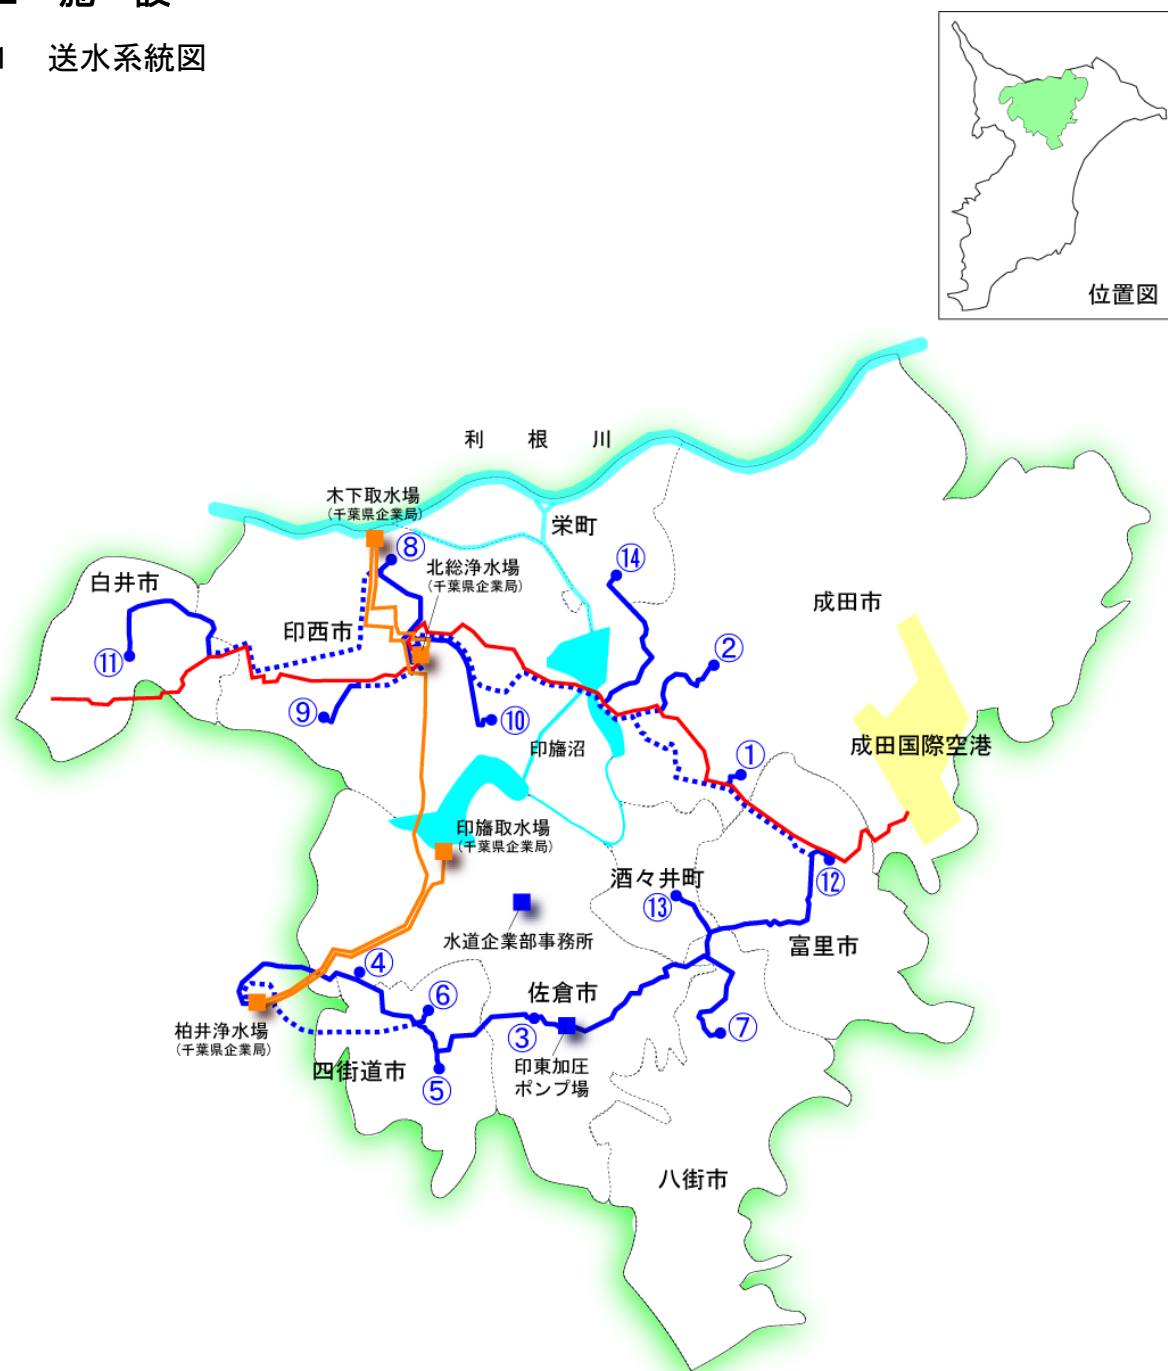 施 設
1 送水系統図
位置図
利 根 川
木下取水場
(千葉県企業局)
栄町
⑧
北総浄水場
(千葉県企業局)
⑭
白井市
成田市
印西市
②
⑪
⑨
⑩
印旛沼
成田国際空港
①
印旛取水場
(千葉県企業局)
酒々井町
⑫
⑬
水道企業部事務所
富里市
④
佐倉市
⑥
柏井浄水場
(千葉県企業局)
③
⑦
四街道市
印東加圧
ポンプ場
⑤
八街市